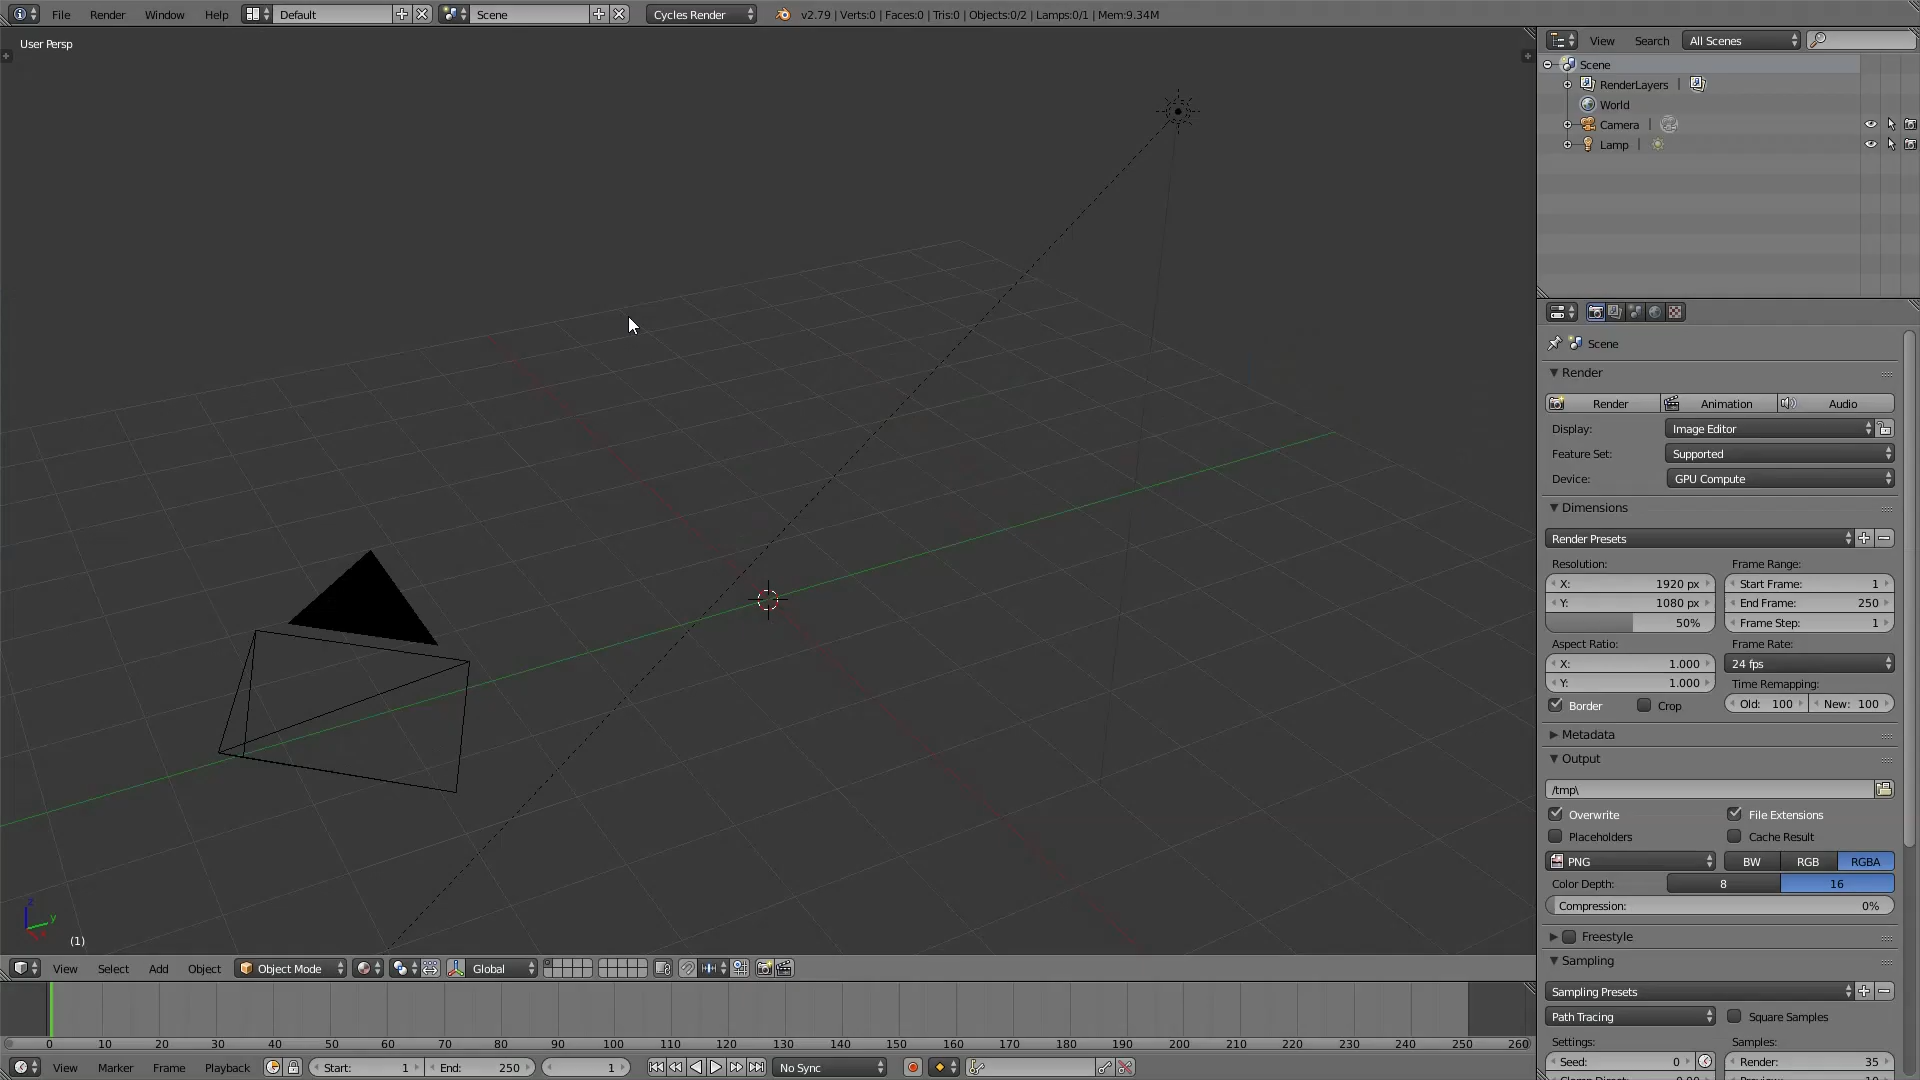 File Render Window Help Default Scene Cycles Render v2.79 | Verts:0 | Faces:0 | Tris:0 | Objects:0/2 | Lamps:0/1 | Mem:9.34M
User Persp
View Search All Scenes
Scene
RenderLayers |
World
Camera |
Lamp |
Scene
Render
Render Animation Audio
Display: Image Editor
Feature Set: Supported
Device: GPU Compute
Dimensions
Render Presets
Resolution: Frame Range:
X: 1920 px Start Frame: 1
Y: 1080 px End Frame: 250
50% Frame Step: 1
Aspect Ratio: Frame Rate:
X: 1.000 24 fps
Y: 1.000 Time Remapping:
Border Crop Old: 100 New: 100
Metadata
Output
/tmp\
Overwrite File Extensions
Placeholders Cache Result
PNG BW RGB RGBA
Color Depth: 8 16
Compression: 0%
Freestyle
Sampling
Sampling Presets
Path Tracing Square Samples
Settings: Samples:
Seed: 0 Render: 35
z
y
(1)
View Select Add Object Object Mode Global
0 10 20 30 40 50 60 70 80 90 100 110 120 130 140 150 160 170 180 190 200 210 220 230 240 250 260
View Marker Frame Playback Start: 1 End: 250 1 No Sync